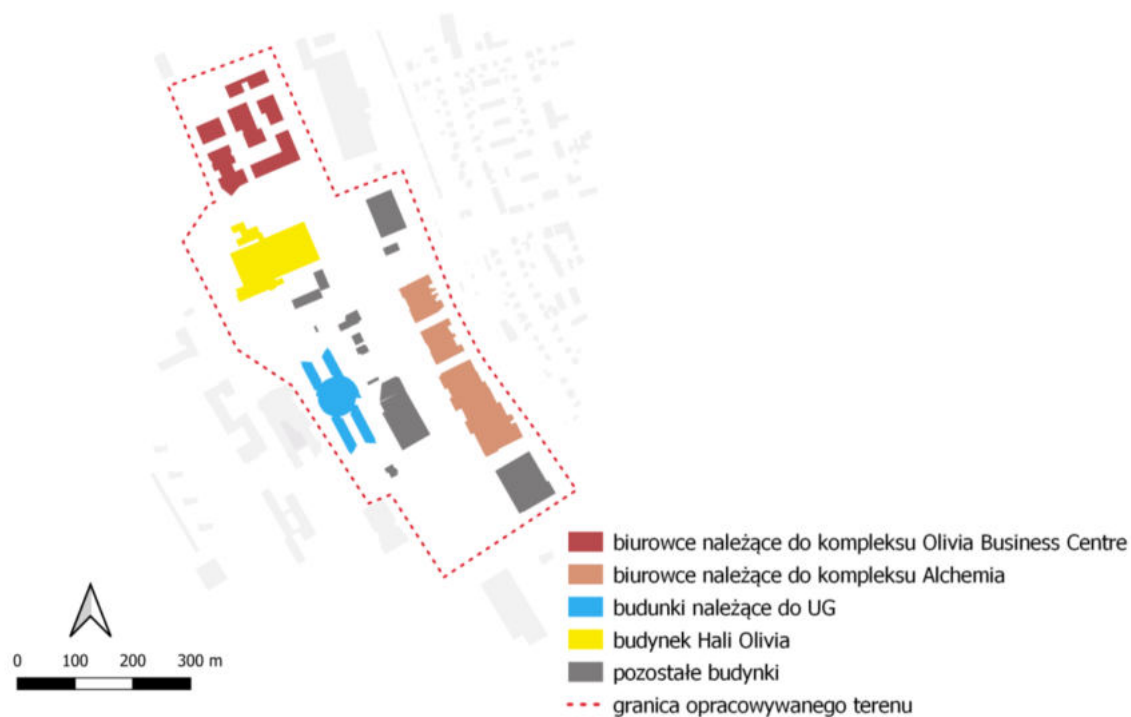 biurowce należące do kompleksu Olivia Business Centre
biurowce należące do kompleksu Alchemia
budunki należące do UG
budynek Hali Olivia
pozostałe budynki
granica opracowywanego terenu
0 100 200 300 m